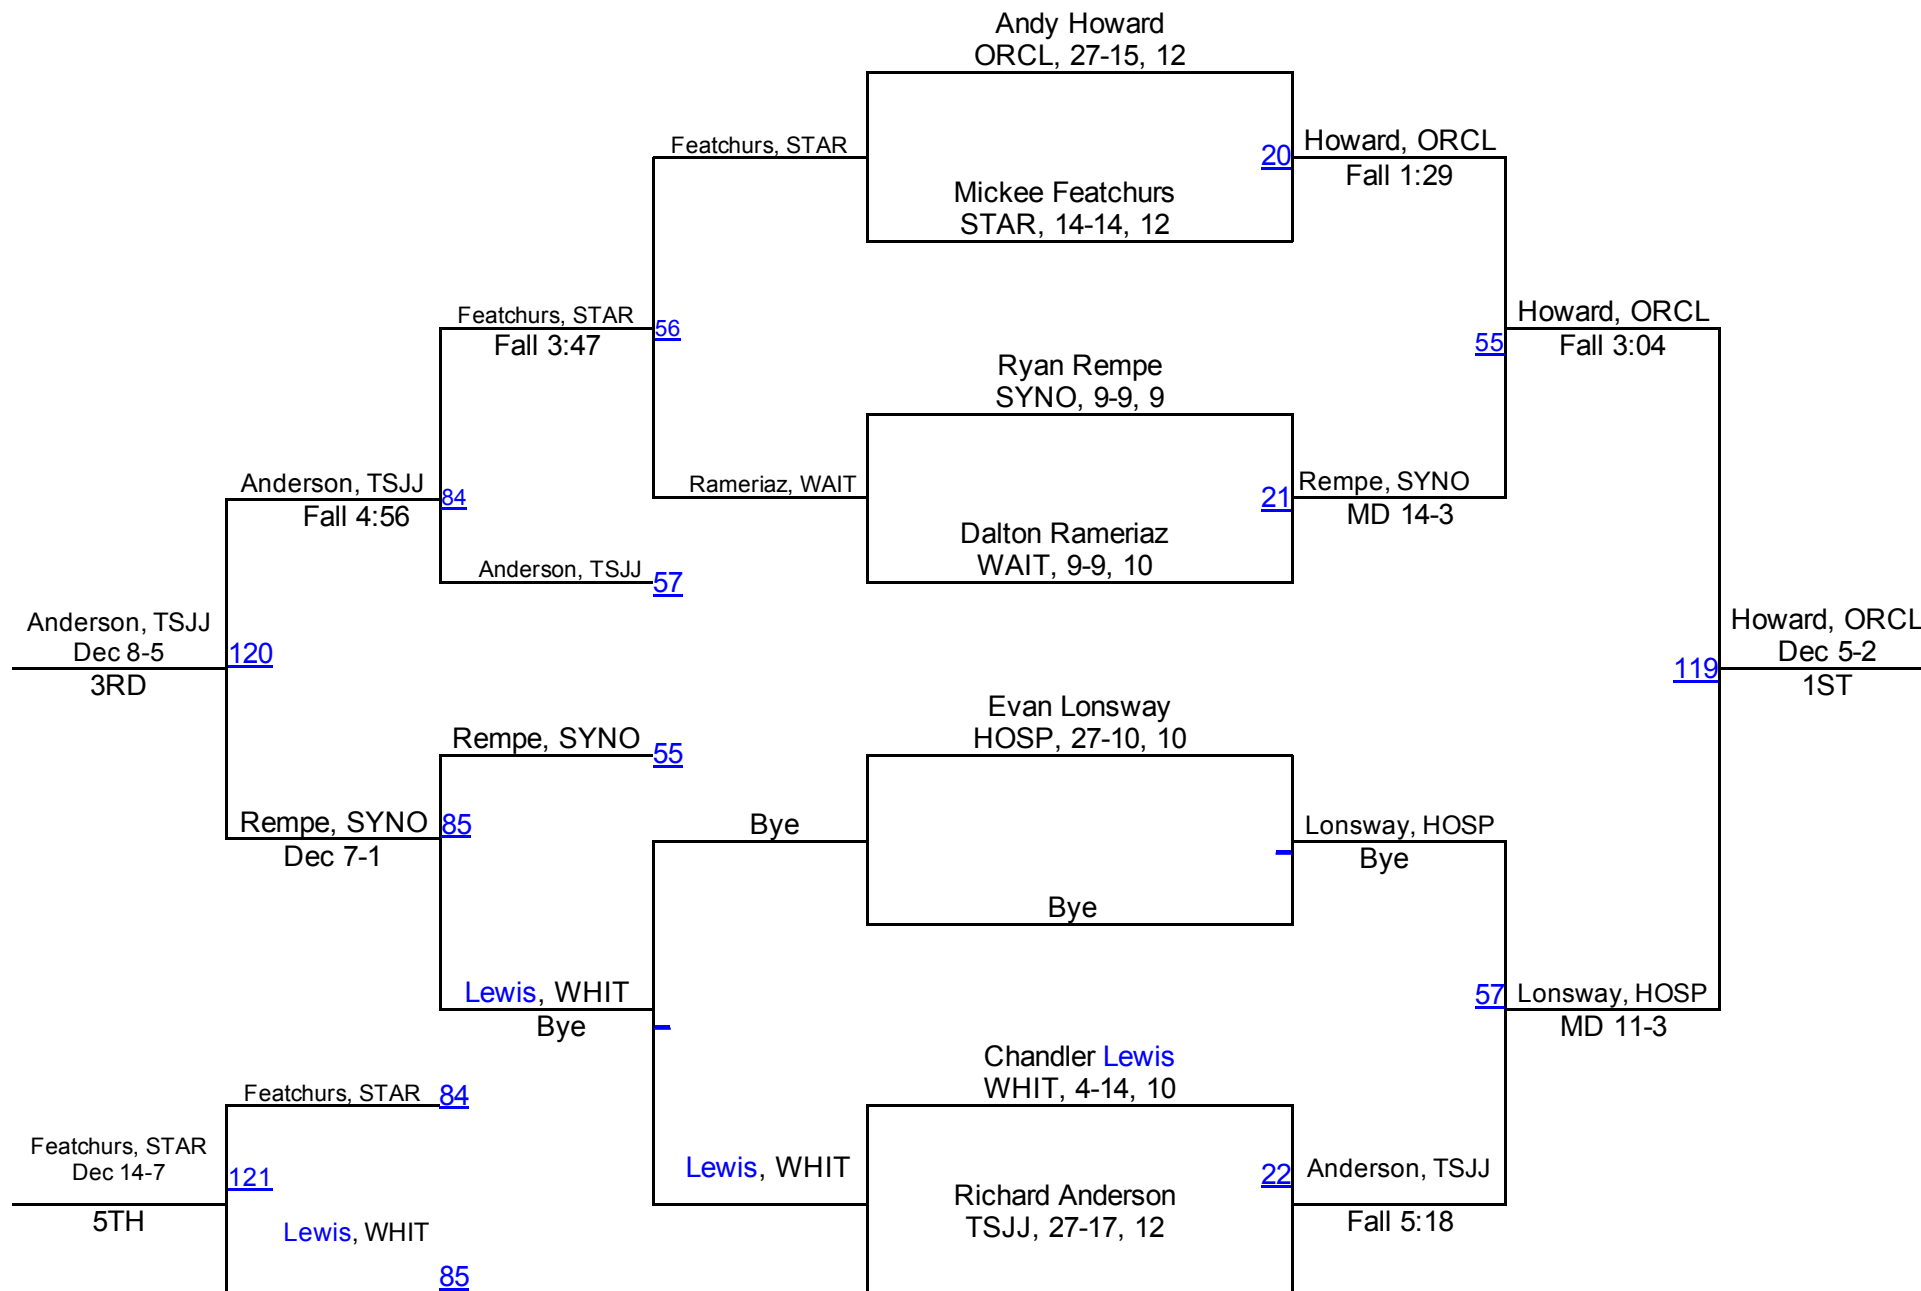 Andy Howard
ORCL, 27-15, 12
Featchurs, STAR
20
Howard, ORCL
Fall 1:29
Mickee Featchurs
STAR, 14-14, 12
Featchurs, STAR
Fall 3:47
56
Howard, ORCL
Fall 3:04
55
Ryan Rempe
SYNO, 9-9, 9
Anderson, TSJJ
Fall 4:56
84
Rameriaz, WAIT
21
Rempe, SYNO
MD 14-3
Dalton Rameriaz
WAIT, 9-9, 10
Anderson, TSJJ
57
Anderson, TSJJ
Dec 8-5
3RD
120
119
Howard, ORCL
Dec 5-2
1ST
Evan Lonsway
HOSP, 27-10, 10
Rempe, SYNO
55
Rempe, SYNO
Dec 7-1
85
Bye
Lonsway, HOSP
Bye
Bye
Lewis, WHIT
Bye
57
Lonsway, HOSP
MD 11-3
Chandler Lewis
WHIT, 4-14, 10
Featchurs, STAR
84
Featchurs, STAR
Dec 14-7
5TH
121
Lewis, WHIT
22
Anderson, TSJJ
Fall 5:18
Richard Anderson
TSJJ, 27-17, 12
Lewis, WHIT
85